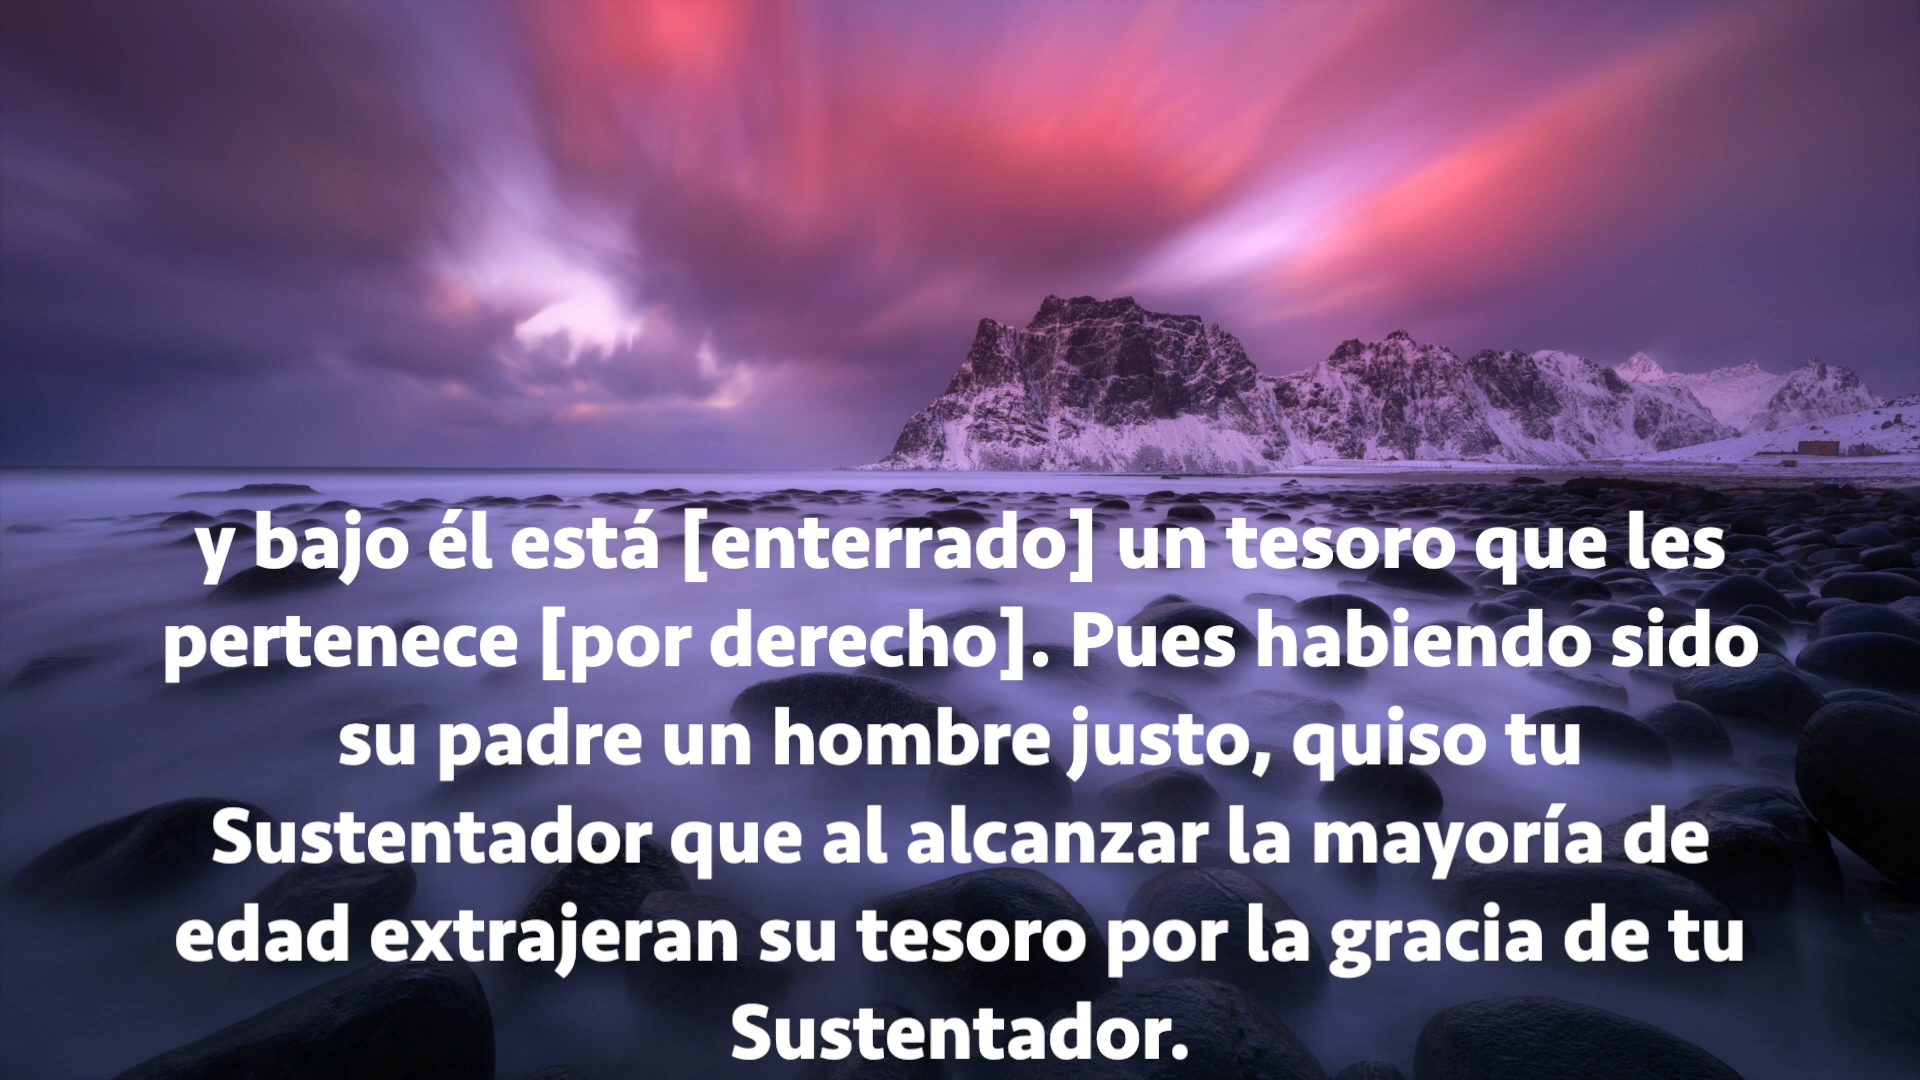 y bajo él está [enterrado] un tesoro que les
pertenece [por derecho]. Pues habiendo sido
su padre un hombre justo, quiso tu
Sustentador que al alcanzar la mayoría de
edad extrajeran su tesoro por la gracia de tu
Sustentador.